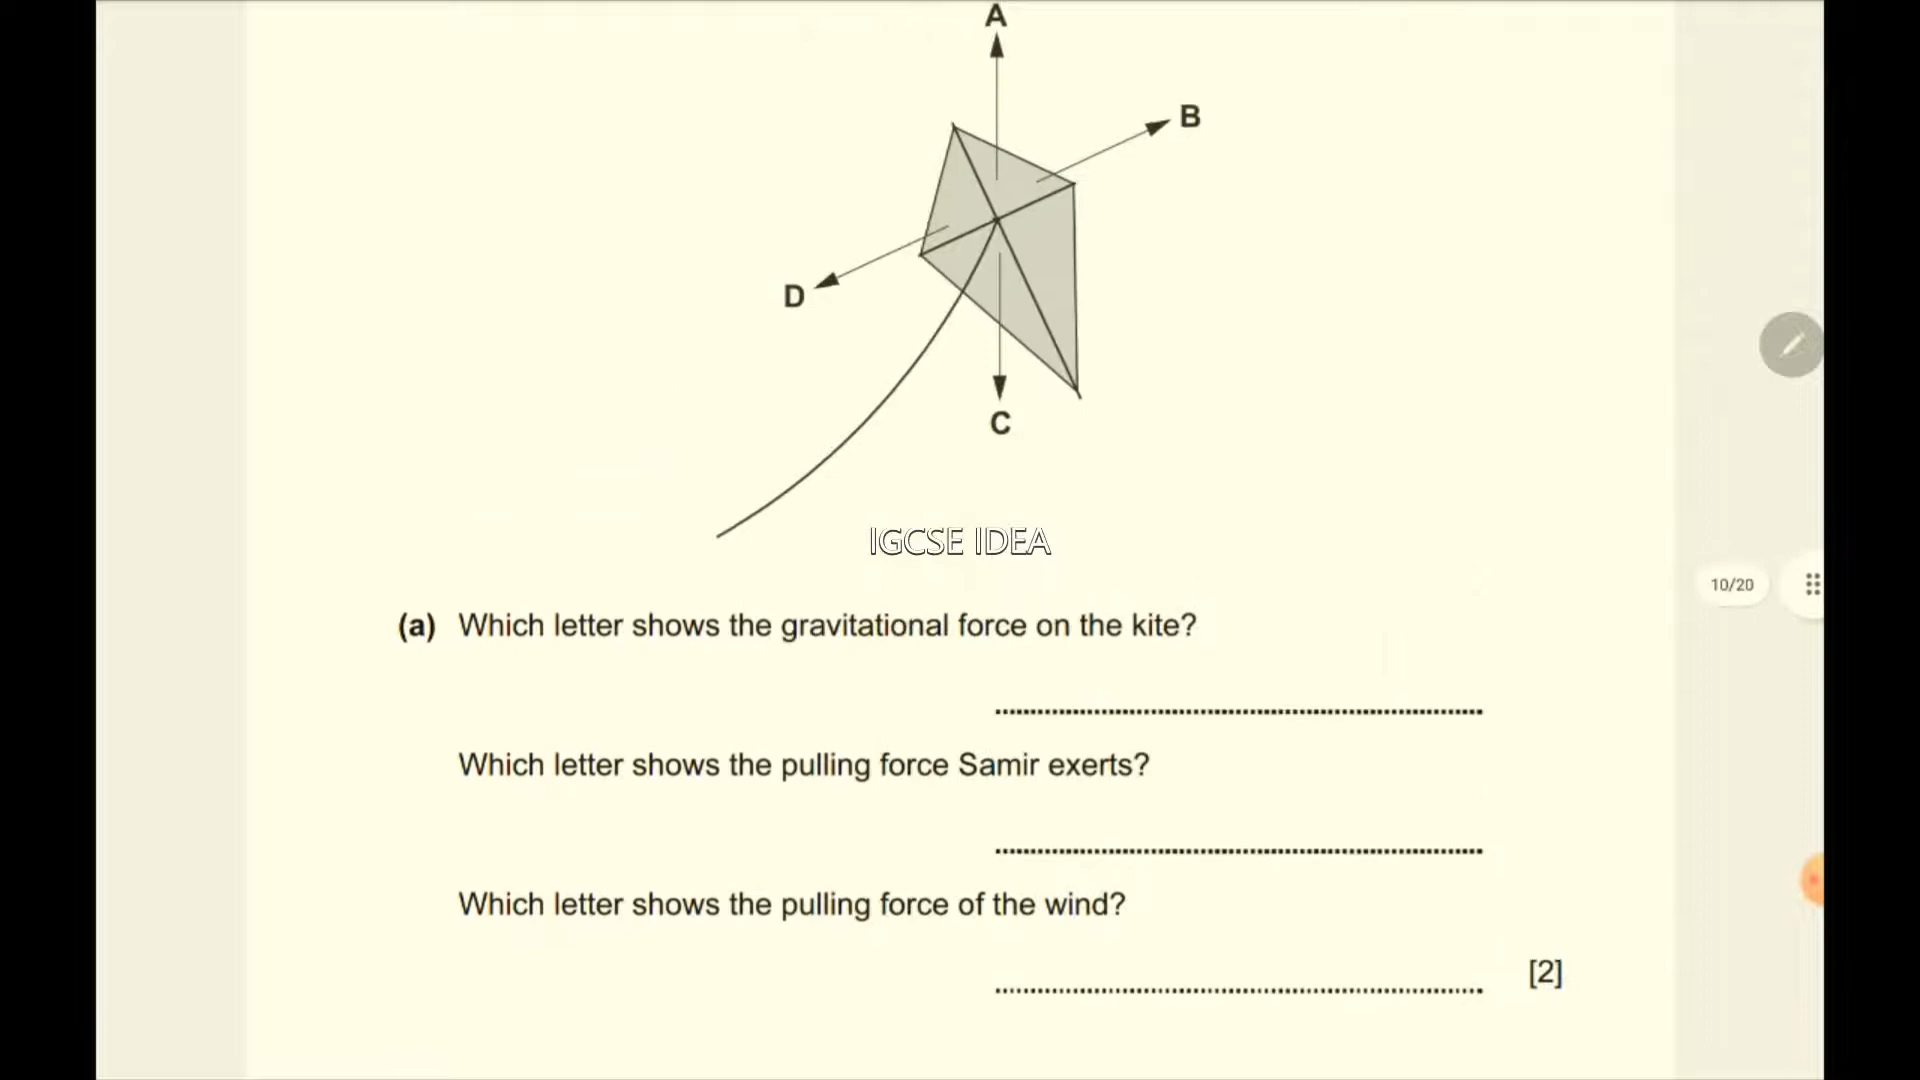 A
B
D
C
IGCSE IDEA
(a) Which letter shows the gravitational force on the kite?
10/20
Which letter shows the pulling force Samir exerts?
Which letter shows the pulling force of the wind?
[2]